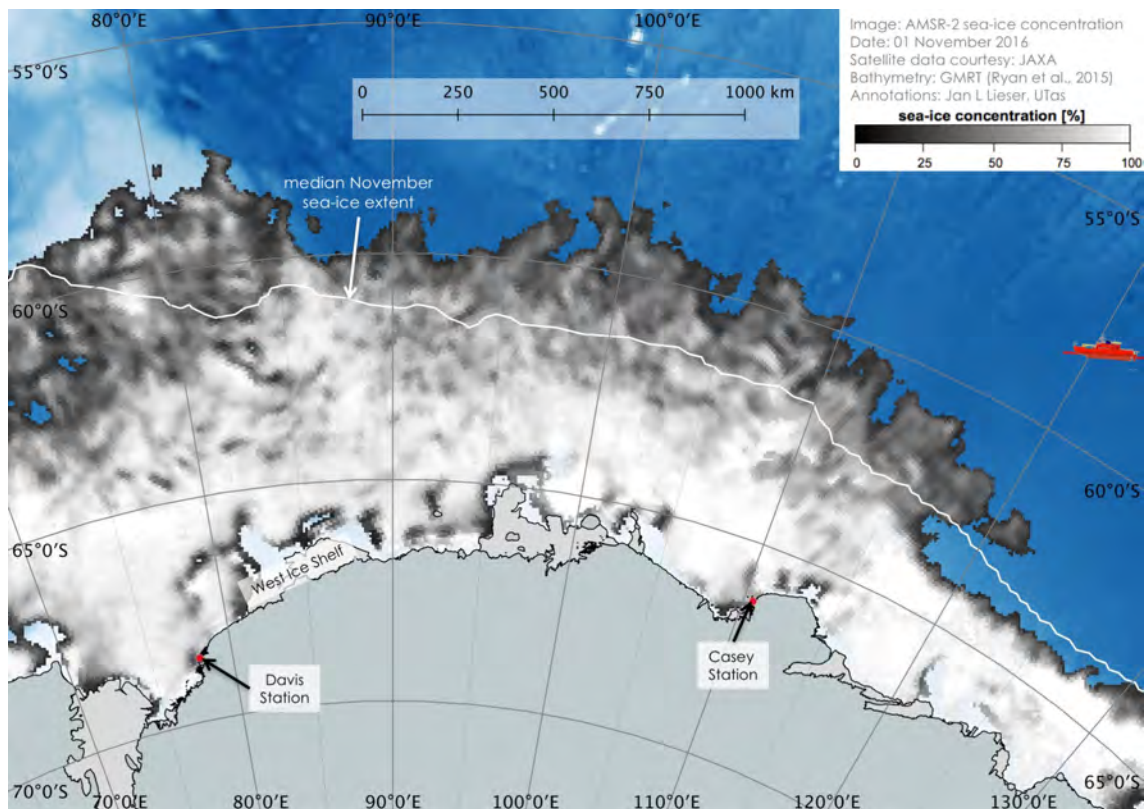 80°0'E
90°0'E
100°0'E
Image: AMSR-2 sea-ice concentration
Date: 01 November 2016
Satellite data courtesy: JAXA
Bathymetry: GMRT (Ryan et al., 2015)
Annotations: Jan L Lieser, UTas
sea-ice concentration [%]
0 25 50 75 100
55°0'S
0 250 500 750 1000 km
median November
sea-ice extent
55°0'S
60°0'S
60°0'S
65°0'S
West Ice Shelf
Davis
Station
Casey
Station
65°0'S
70°0'S
70°0'E
80°0'E
90°0'E
100°0'E
110°0'E
120°0'E
130°0'E